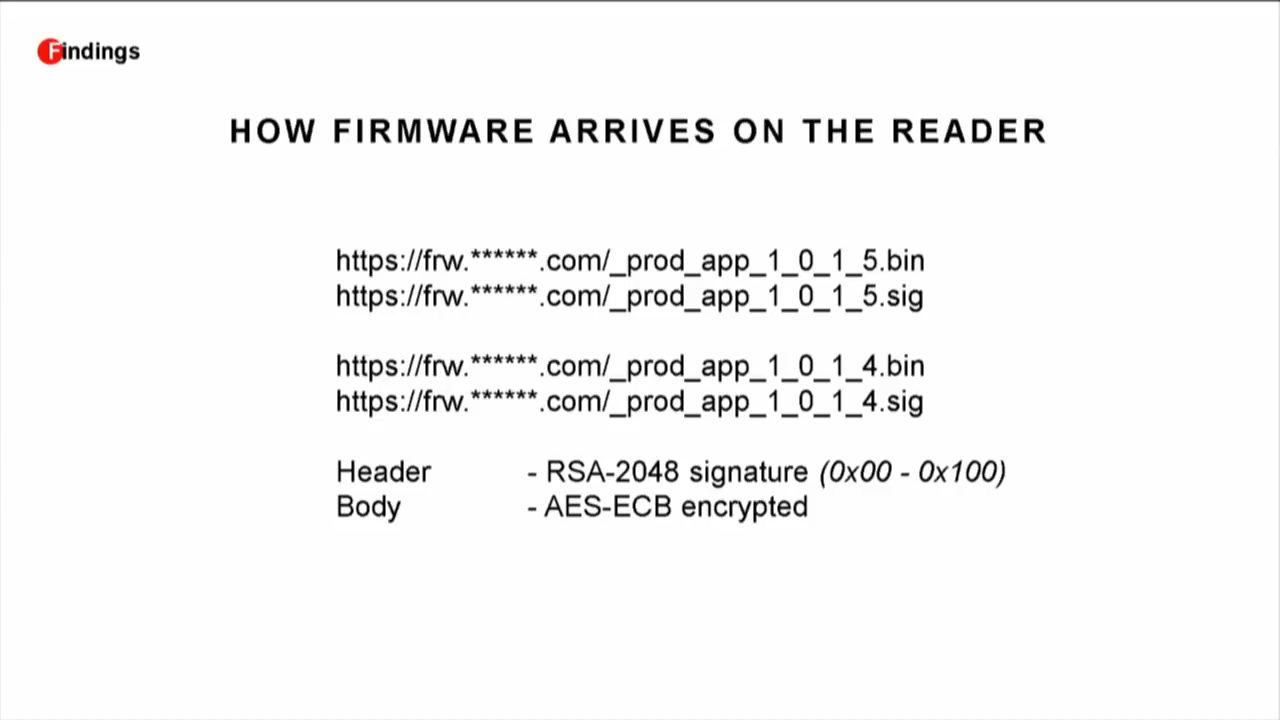 Findings
HOW FIRMWARE ARRIVES ON THE READER
https://frw.******.com/_prod_app_1_0_1_5.bin
https://frw.******.com/_prod_app_1_0_1_5.sig
https://frw.******.com/_prod_app_1_0_1_4.bin
https://frw.******.com/_prod_app_1_0_1_4.sig
Header - RSA-2048 signature (0x00 - 0x100)
Body - AES-ECB encrypted